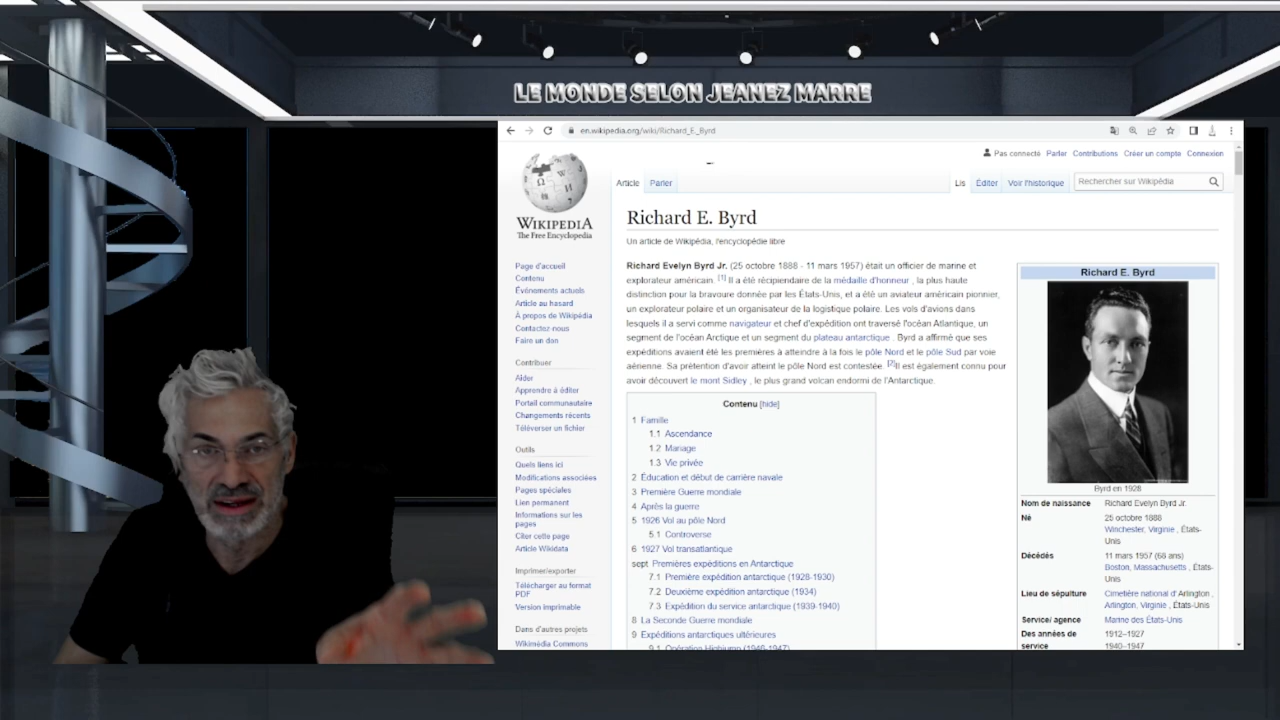 LE MONDE SELON JEANEZ MARRE
en.wikipedia.org/wiki/Richard_E._Byrd
Pas connecté Parler Contributions Créer un compte Connexion
Article Parler Lis Éditer Voir l'historique Rechercher sur Wikipédia
WIKIPEDIA
The Free Encyclopedia
Page d'accueil
Contenu
Événements actuels
Article au hasard
À propos de Wikipédia
Contactez-nous
Faire un don
Contribuer
Aider
Apprendre à éditer
Portail communautaire
Changements récents
Téléverser un fichier
Outils
Quels liens ici
Modifications associées
Pages spéciales
Lien permanent
Informations sur les
pages
Citer cette page
Article Wikidata
Imprimer/exporter
Télécharger au format
PDF
Version imprimable
Dans d'autres projets
Wikimédia Commons
Richard E. Byrd
Un article de Wikipédia, l'encyclopédie libre
Richard Evelyn Byrd Jr. (25 octobre 1888 - 11 mars 1957) était un officier de marine et
explorateur américain. [1] Il a été récipiendaire de la médaille d'honneur , la plus haute
distinction pour la bravoure donnée par les États-Unis, et a été un aviateur américain pionnier,
un explorateur polaire et un organisateur de la logistique polaire. Les vols d'avions dans
lesquels il a servi comme navigateur et chef d'expédition ont traversé l'océan Atlantique, un
segment de l'océan Arctique et un segment du plateau antarctique . Byrd a affirmé que ses
expéditions avaient été les premières à atteindre à la fois le pôle Nord et le pôle Sud par voie
aérienne. Sa prétention d'avoir atteint le pôle Nord est contestée. [2]Il est également connu pour
avoir découvert le mont Sidley , le plus grand volcan endormi de l'Antarctique.
Contenu [hide]
1 Famille
1.1 Ascendance
1.2 Mariage
1.3 Vie privée
2 Éducation et début de carrière navale
3 Première Guerre mondiale
4 Après la guerre
5 1926 Vol au pôle Nord
5.1 Controverse
6 1927 Vol transatlantique
sept Premières expéditions en Antarctique
7.1 Première expédition antarctique (1928-1930)
7.2 Deuxième expédition antarctique (1934)
7.3 Expédition du service antarctique (1939-1940)
8 La Seconde Guerre mondiale
9 Expéditions antarctiques ultérieures
9.1 Opération Highjump (1946-1947)
Richard E. Byrd
Byrd en 1928
Nom de naissance Richard Evelyn Byrd Jr.
Né 25 octobre 1888
Winchester, Virginie , États-
Unis
Décédés 11 mars 1957 (68 ans)
Boston, Massachusetts , États-
Unis
Lieu de sépulture Cimetière national d' Arlington ,
Arlington, Virginie , États-Unis
Service/ agence Marine des États-Unis
Des années de 1912–1927
service 1940–1947